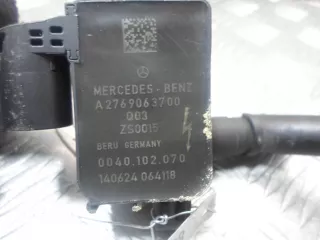 MERCEDES-BENZ
A2769063700
Q03
ZS0015
BERU GERMANY
0040.102.070
140624 064118